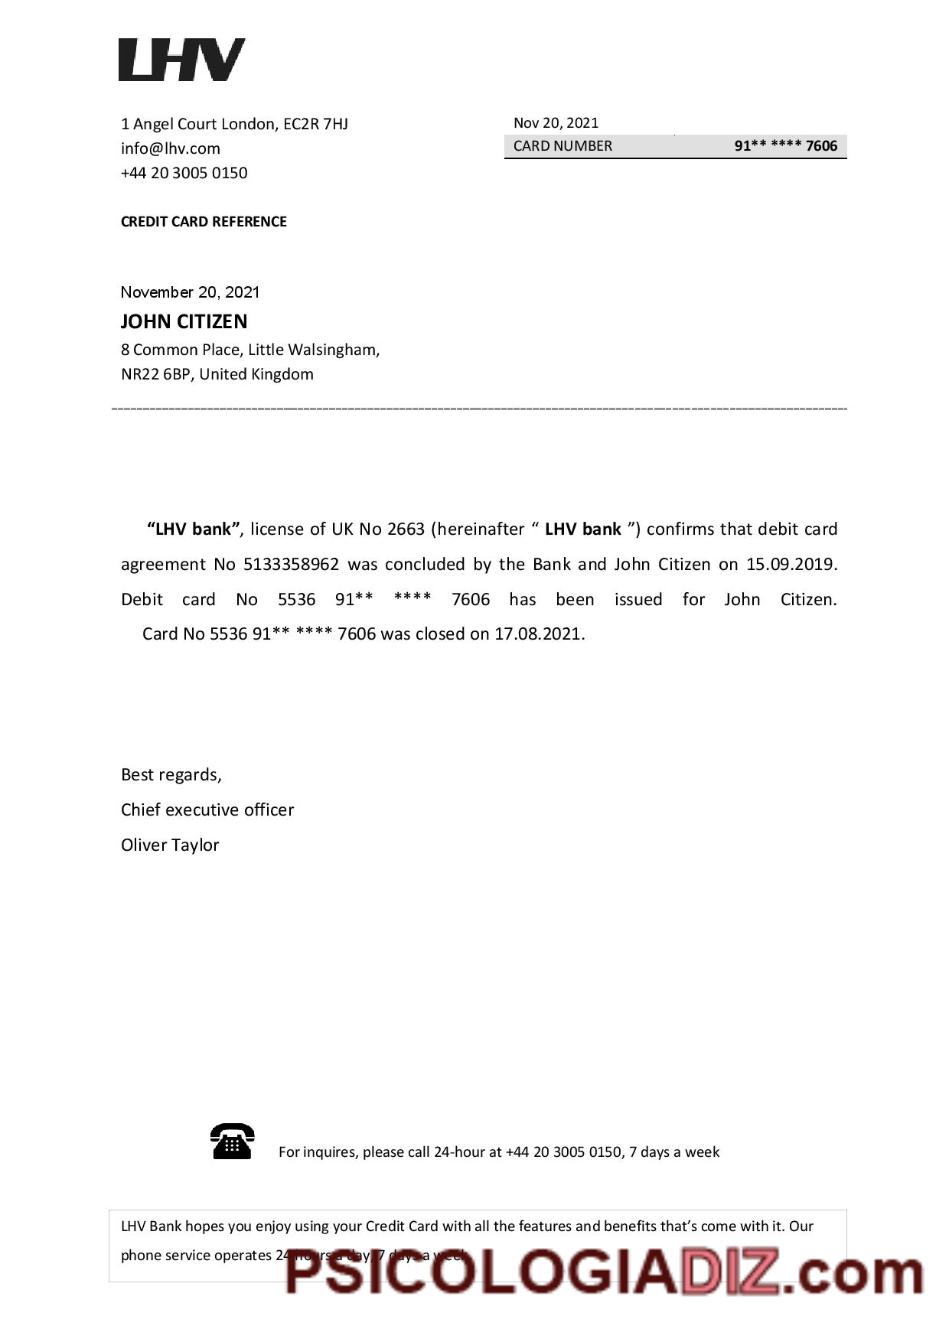 LHV
1 Angel Court London, EC2R 7HJ
info@lhv.com
+44 20 3005 0150
Nov 20, 2021
CARD NUMBER 91** **** 7606
CREDIT CARD REFERENCE
November 20, 2021
JOHN CITIZEN
8 Common Place, Little Walsingham,
NR22 6BP, United Kingdom
“LHV bank”, license of UK No 2663 (hereinafter “ LHV bank ”) confirms that debit card
agreement No 5133358962 was concluded by the Bank and John Citizen on 15.09.2019.
Debit card No 5536 91** **** 7606 has been issued for John Citizen.
Card No 5536 91** **** 7606 was closed on 17.08.2021.
Best regards,
Chief executive officer
Oliver Taylor
For inquires, please call 24-hour at +44 20 3005 0150, 7 days a week
LHV Bank hopes you enjoy using your Credit Card with all the features and benefits that’s come with it. Our
phone service operates 24 hours a day, 7 days a week
PSICOLOGIADIZ.com